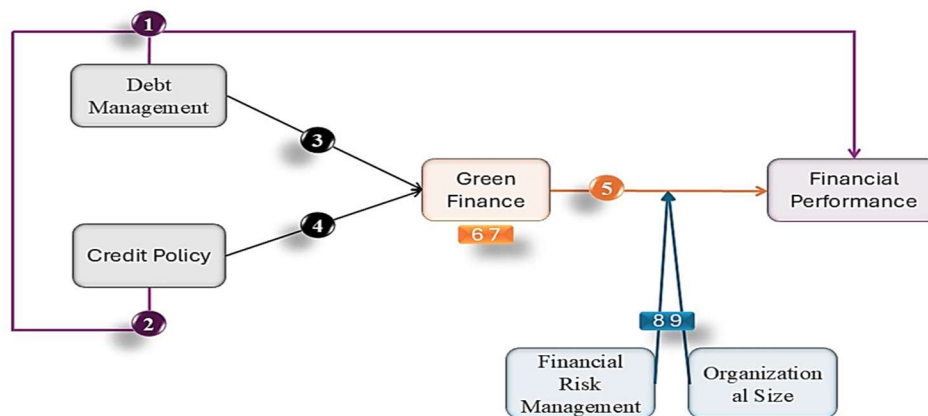 1
Debt
Management
3
Green
Finance
5
Financial
Performance
6 7
4
Credit Policy
2
8 9
Financial
Risk
Management
Organization
al Size